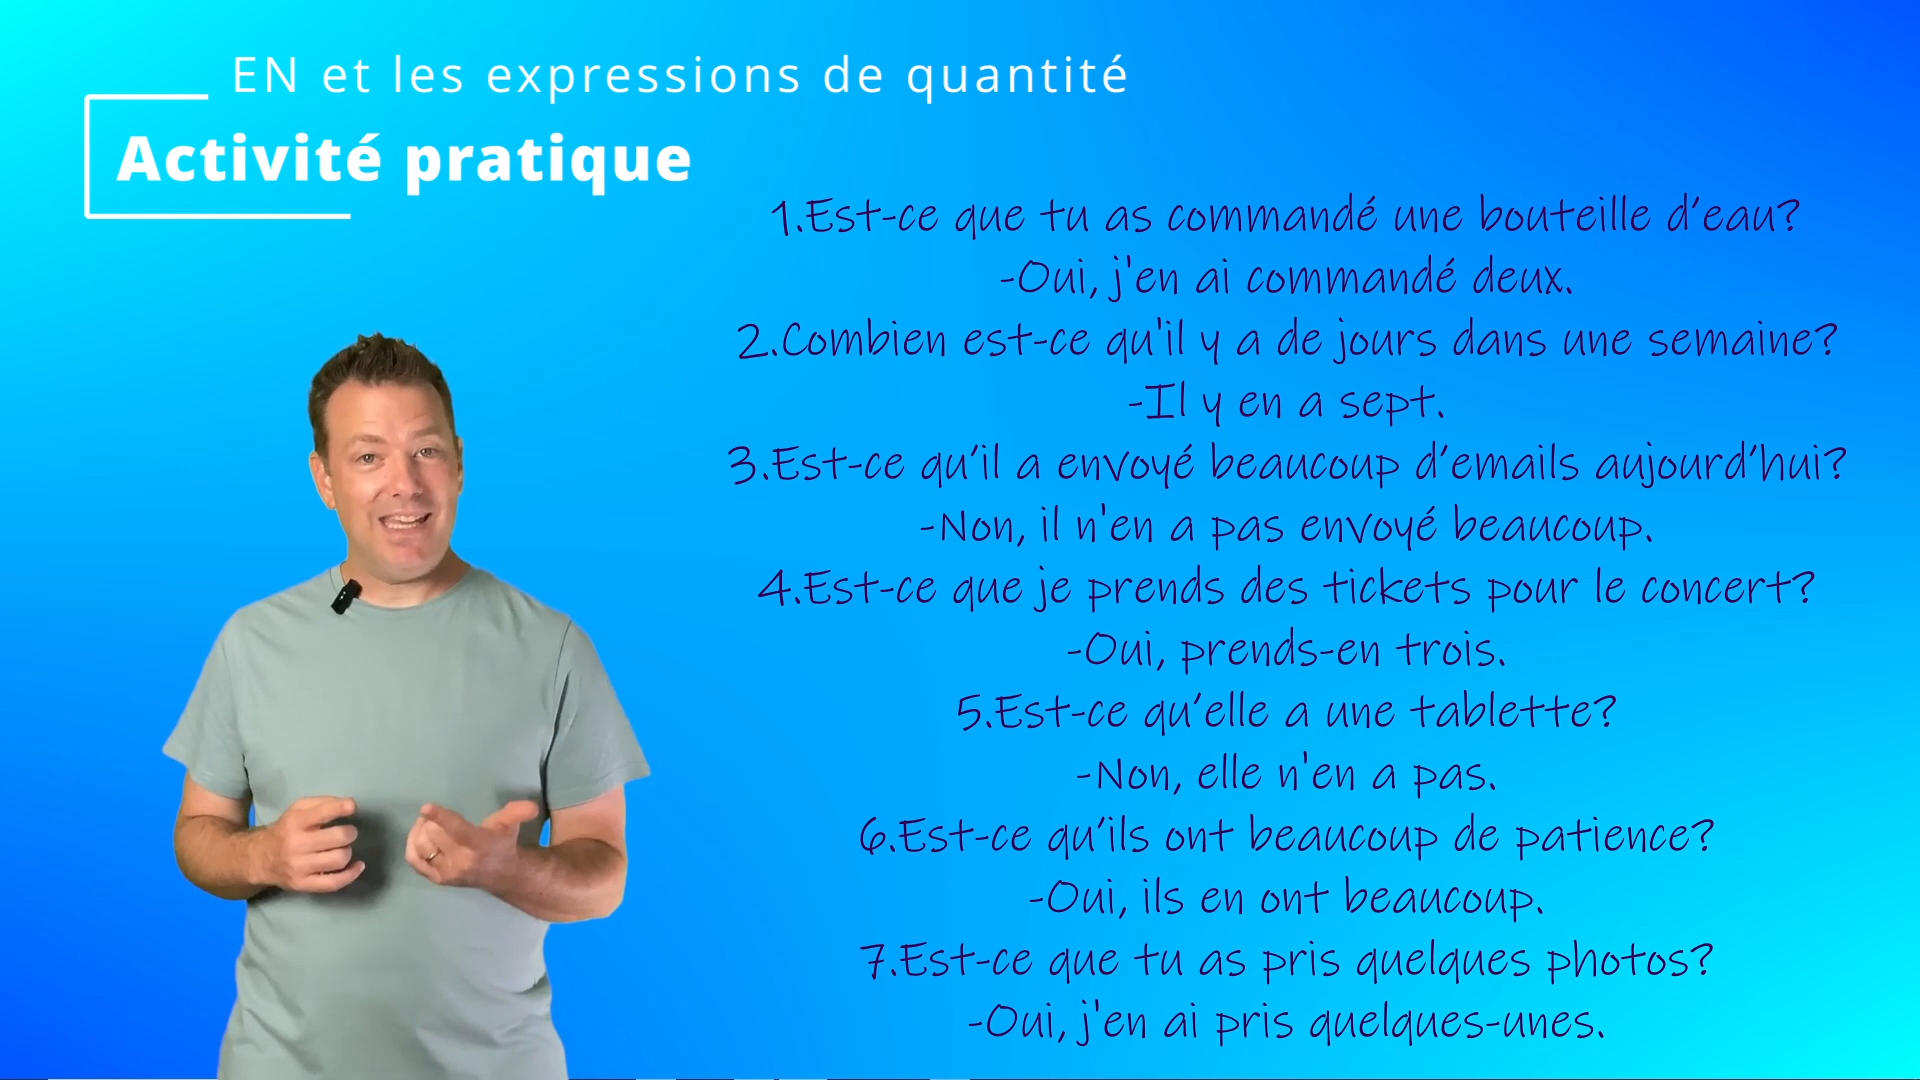 EN et les expressions de quantité
Activité pratique
1.Est-ce que tu as commandé une bouteille d’eau?
-Oui, j'en ai commandé deux.
2.Combien est-ce qu'il y a de jours dans une semaine?
-Il y en a sept.
3.Est-ce qu’il a envoyé beaucoup d’emails aujourd’hui?
-Non, il n'en a pas envoyé beaucoup.
4.Est-ce que je prends des tickets pour le concert?
-Oui, prends-en trois.
5.Est-ce qu’elle a une tablette?
-Non, elle n'en a pas.
6.Est-ce qu’ils ont beaucoup de patience?
-Oui, ils en ont beaucoup.
7.Est-ce que tu as pris quelques photos?
-Oui, j'en ai pris quelques-unes.